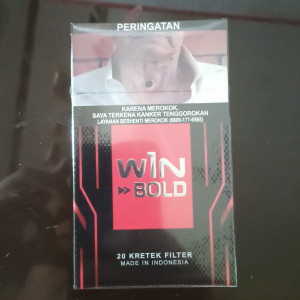 PERINGATAN
KARENA MEROKOK,
SAYA TERKENA KANKER TENGGOROKAN
LAYANAN BERHENTI MEROKOK (0800-177-6565)
WIN
BOLD
20 KRETEK FILTER
MADE IN INDONESIA